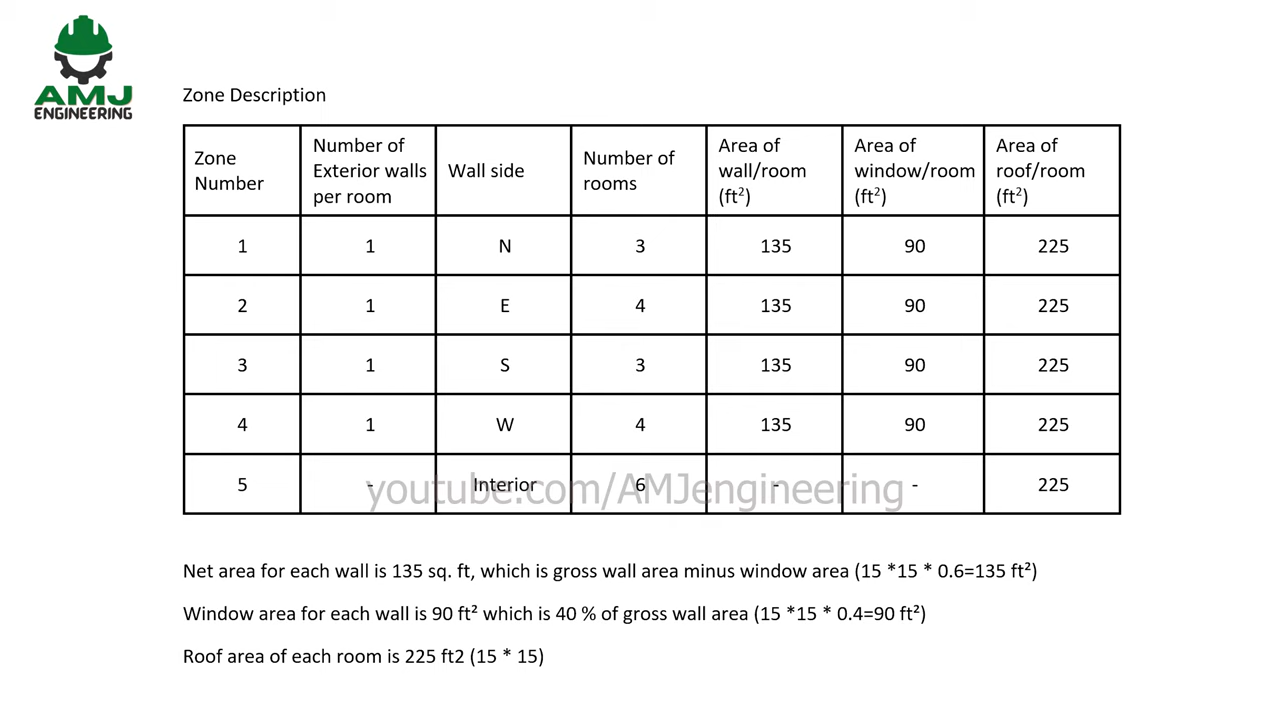 AMJ
ENGINEERING
Zone Description
Zone Number | Number of Exterior walls per room | Wall side | Number of rooms | Area of wall/room (ft²) | Area of window/room (ft²) | Area of roof/room (ft²)
1 | 1 | N | 3 | 135 | 90 | 225
2 | 1 | E | 4 | 135 | 90 | 225
3 | 1 | S | 3 | 135 | 90 | 225
4 | 1 | W | 4 | 135 | 90 | 225
5 | - | Interior | 6 | - | - | 225
youtube.com/AMJengineering
Net area for each wall is 135 sq. ft, which is gross wall area minus window area (15 *15 * 0.6=135 ft²)
Window area for each wall is 90 ft² which is 40 % of gross wall area (15 *15 * 0.4=90 ft²)
Roof area of each room is 225 ft2 (15 * 15)